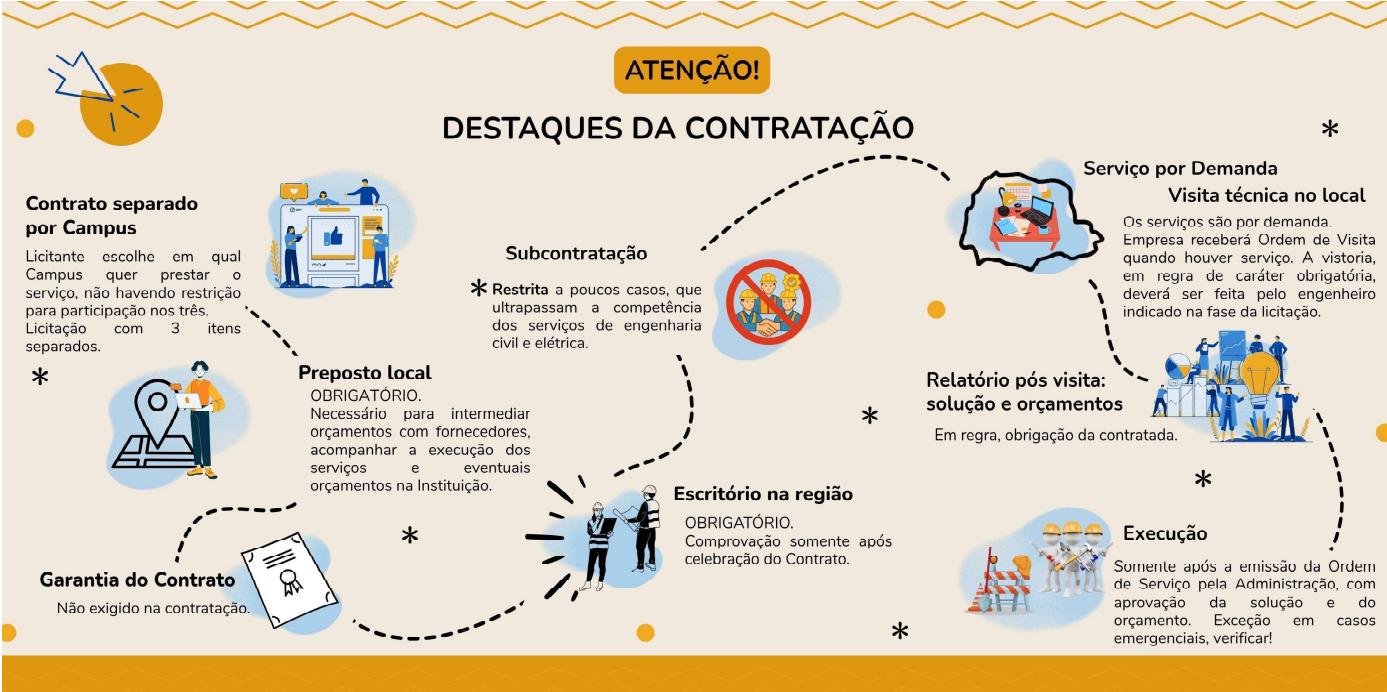 ATENÇÃO!
DESTAQUES DA CONTRATAÇÃO
Contrato separado
por Campus
Licitante escolhe em qual
Campus quer prestar o
serviço, não havendo restrição
para participação nos três.
Licitação com 3 itens
separados.
Preposto local
OBRIGATÓRIO.
Necessário para intermediar
orçamentos com fornecedores,
acompanhar a execução dos
serviços e eventuais
orçamentos na Instituição.
Garantia do Contrato
Não exigido na contratação.
Escritório na região
OBRIGATÓRIO.
Comprovação somente após
celebração do Contrato.
Subcontratação
*Restrita a poucos casos, que
ultrapassam a competência
dos serviços de engenharia
civil e elétrica.
Serviço por Demanda
Visita técnica no local
Os serviços são por demanda.
Empresa receberá Ordem de Visita
quando houver serviço. A vistoria,
em regra de caráter obrigatória,
deverá ser feita pelo engenheiro
indicado na fase da licitação.
Relatório pós visita:
solução e orçamentos
Em regra, obrigação da contratada.
Execução
Somente após a emissão da Ordem
de Serviço pela Administração, com
aprovação da solução e do
orçamento. Exceção em casos
emergenciais, verificar!